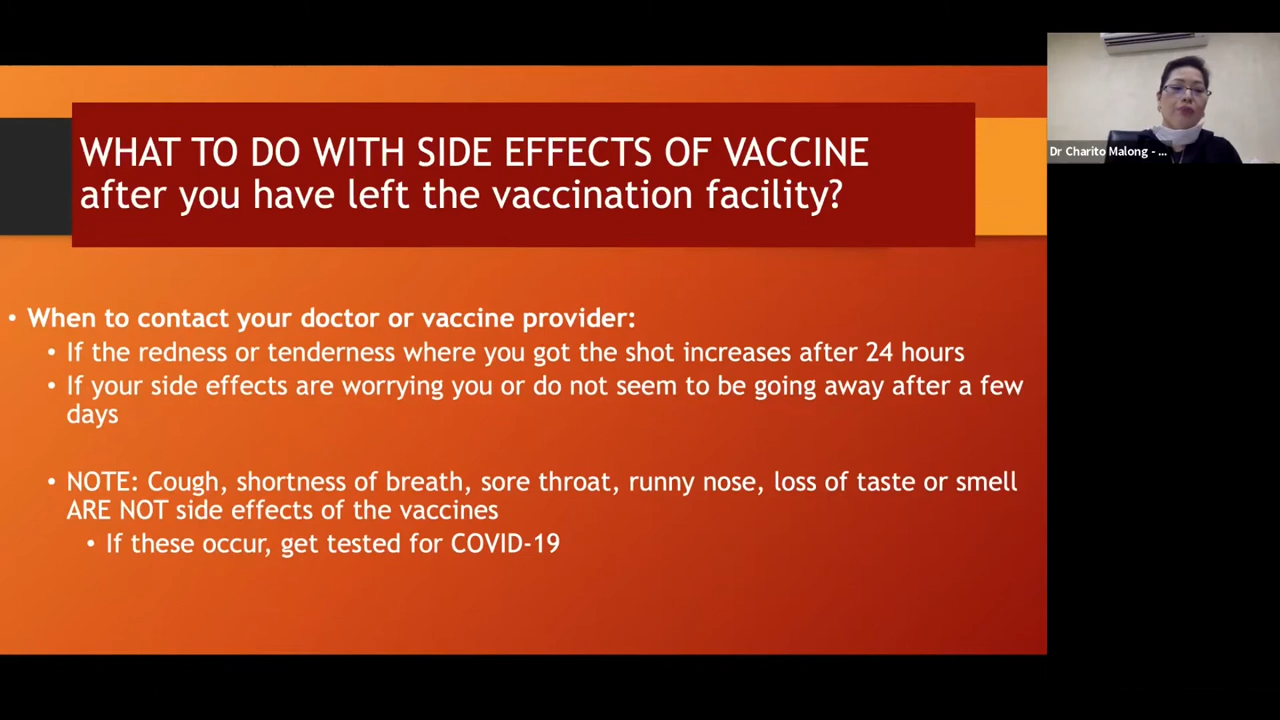 WHAT TO DO WITH SIDE EFFECTS OF VACCINE
after you have left the vaccination facility?
Dr Charito Malong - ...
• When to contact your doctor or vaccine provider:
• If the redness or tenderness where you got the shot increases after 24 hours
• If your side effects are worrying you or do not seem to be going away after a few
days
• NOTE: Cough, shortness of breath, sore throat, runny nose, loss of taste or smell
ARE NOT side effects of the vaccines
• If these occur, get tested for COVID-19